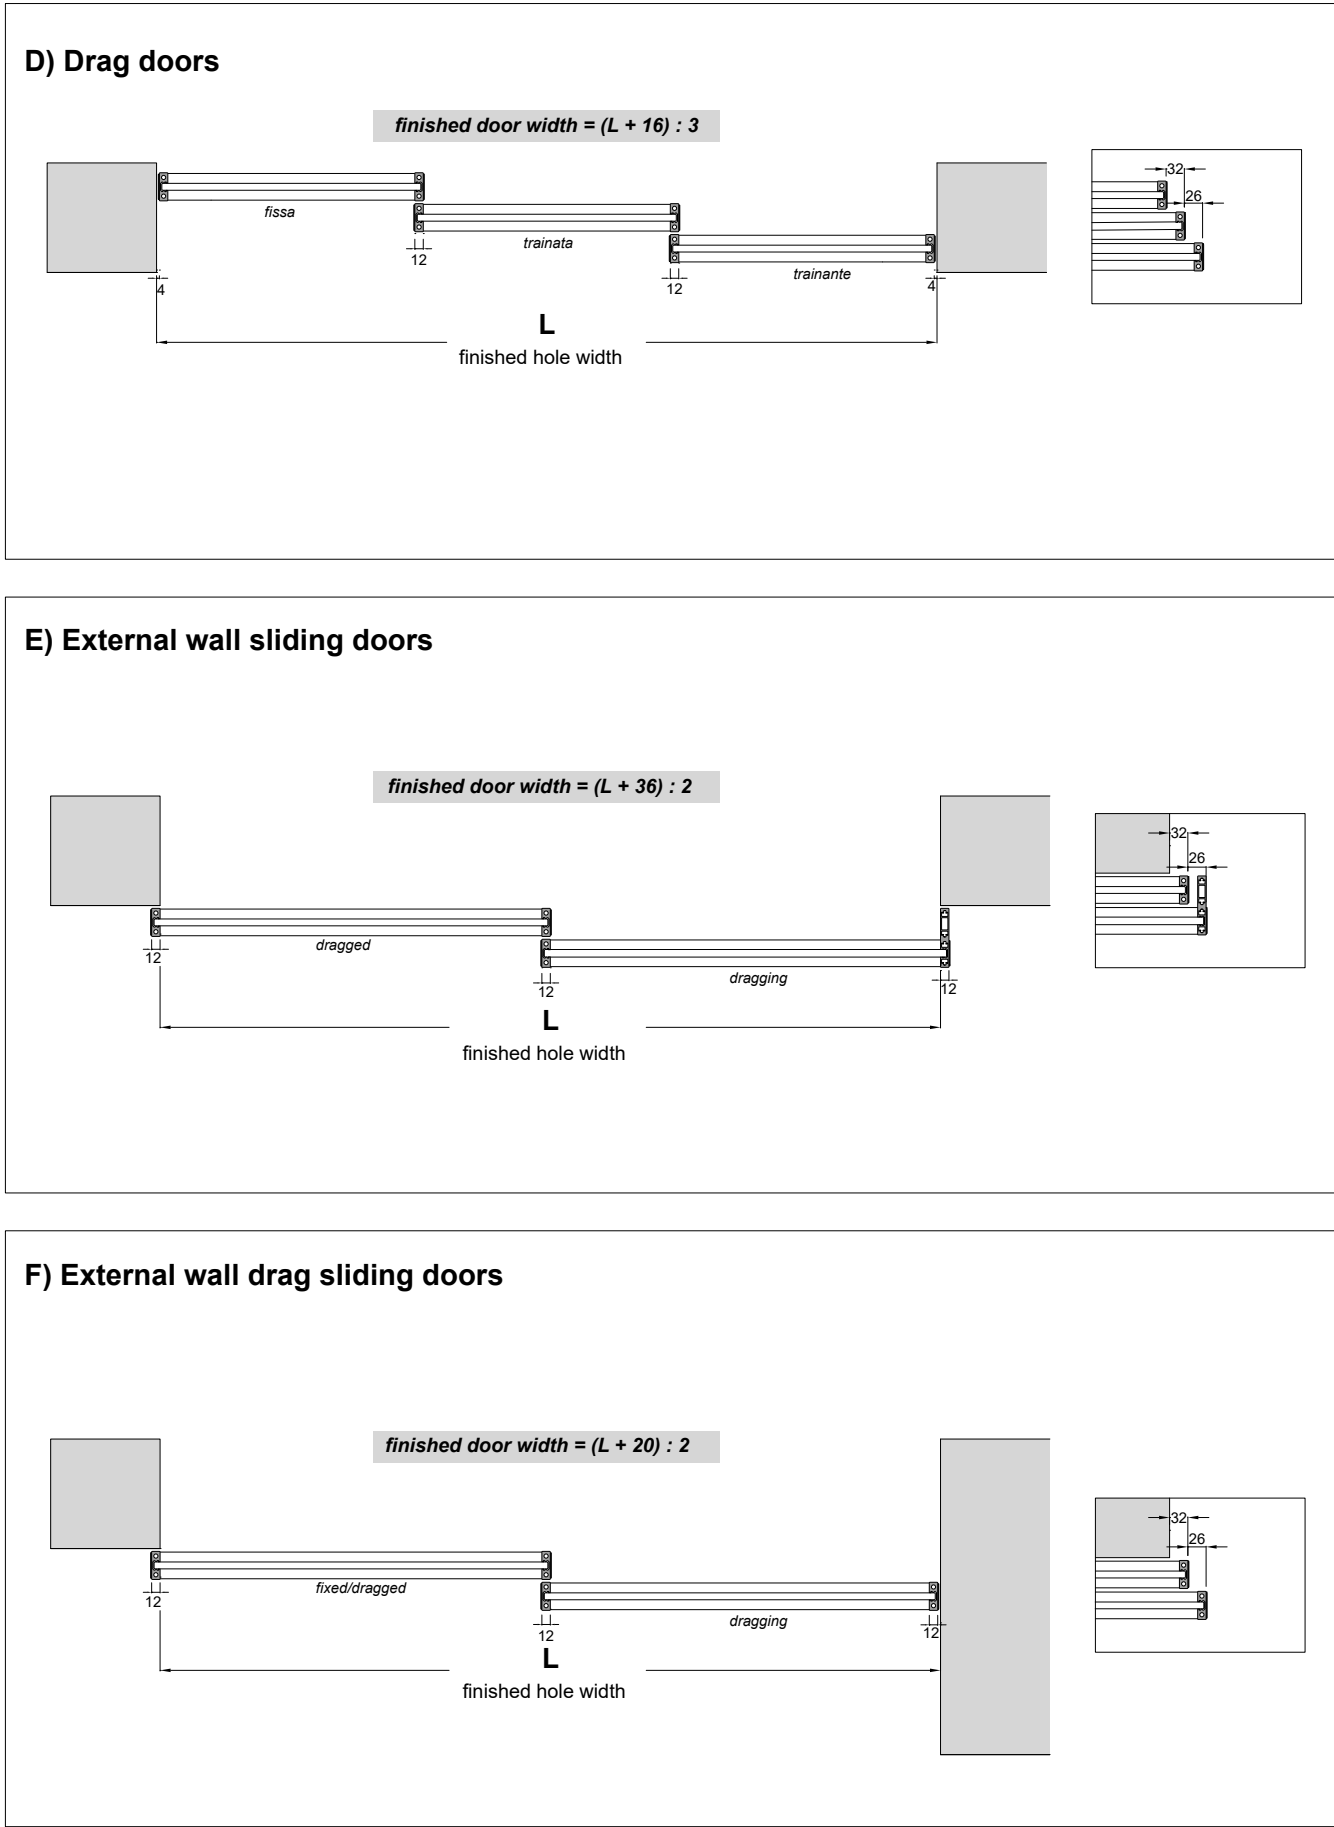 D) Drag doors
finished door width = (L + 16) : 3
32
26
fissa
trainata
trainante
12
12
4
4
L
finished hole width
E) External wall sliding doors
finished door width = (L + 36) : 2
32
26
dragged
dragging
12
12
12
L
finished hole width
F) External wall drag sliding doors
finished door width = (L + 20) : 2
32
26
fixed/dragged
dragging
12
12
12
L
finished hole width